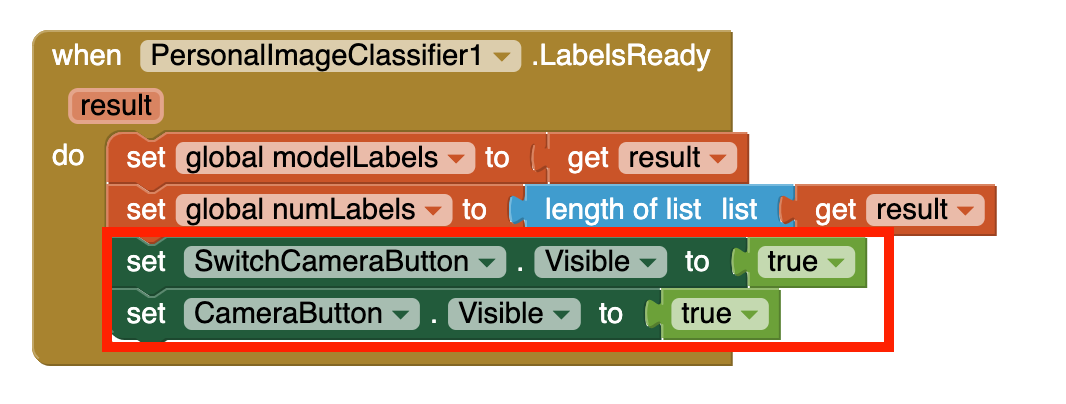 when PersonalImageClassifier1 .LabelsReady
result
do set global modelLabels to get result
set global numLabels to length of list list get result
set SwitchCameraButton . Visible to true
set CameraButton . Visible to true